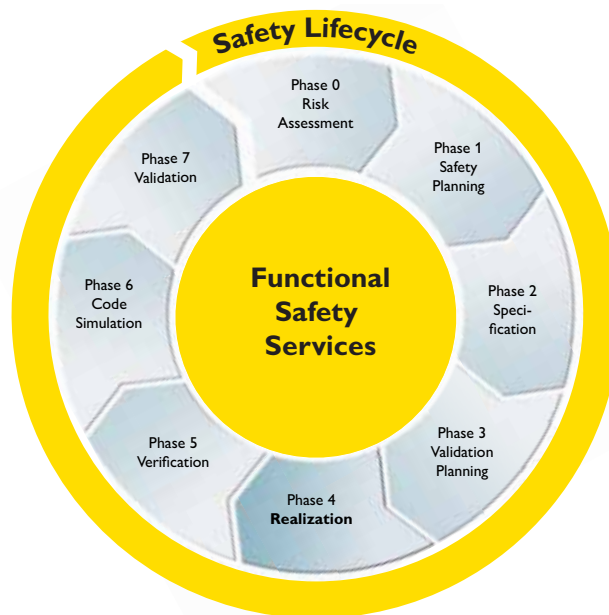 Safety Lifecycle
Phase 0
Risk
Assessment
Phase 1
Safety
Planning
Phase 2
Speci-
fication
Phase 3
Validation
Planning
Phase 4
Realization
Phase 5
Verification
Phase 6
Code
Simulation
Phase 7
Validation
Functional
Safety
Services